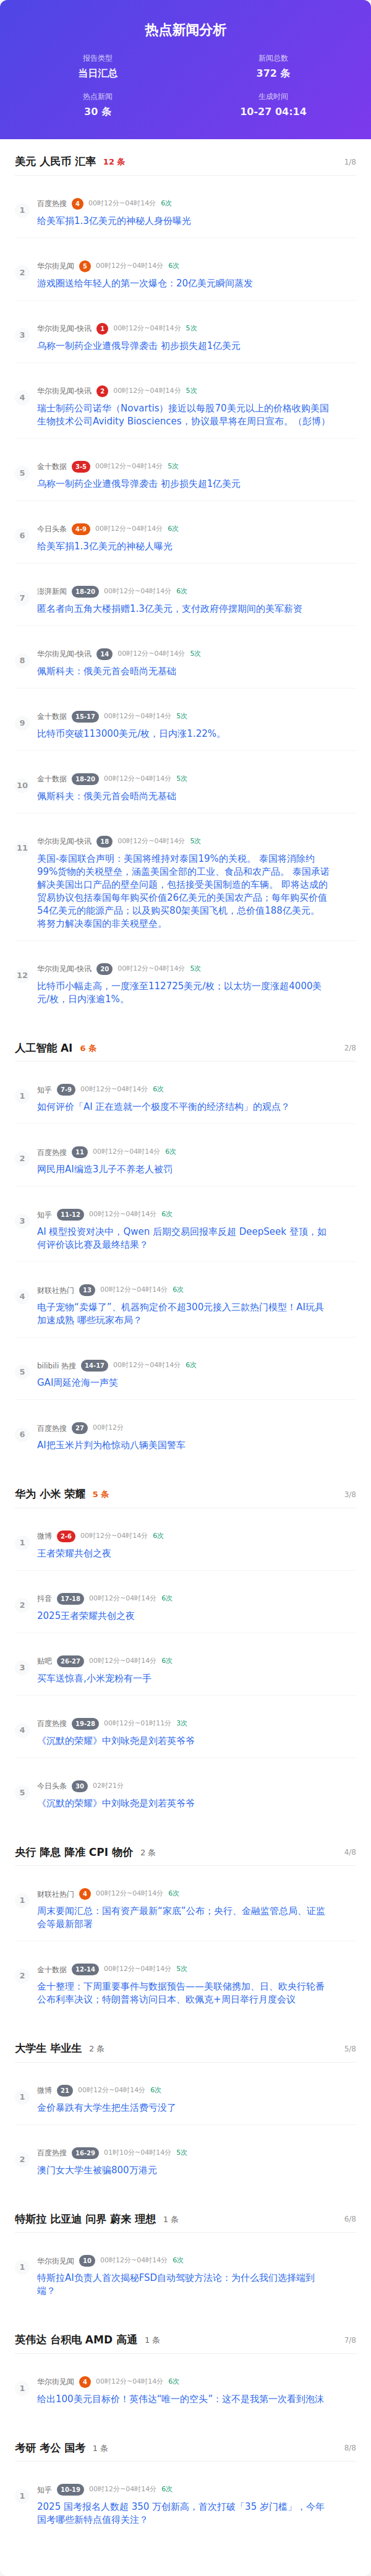 热点新闻分析
报告类型
当日汇总
新闻总数
372 条
热点新闻
30 条
生成时间
10-27 04:14
美元 人民币 汇率 12 条 1/8
1
百度热搜 4 00时12分~04时14分 6次
给美军捐1.3亿美元的神秘人身份曝光
2
华尔街见闻 5 00时12分~04时14分 6次
游戏圈送给年轻人的第一次爆仓：20亿美元瞬间蒸发
3
华尔街见闻-快讯 1 00时12分~04时14分 5次
乌称一制药企业遭俄导弹袭击 初步损失超1亿美元
4
华尔街见闻-快讯 2 00时12分~04时14分 5次
瑞士制药公司诺华（Novartis）接近以每股70美元以上的价格收购美国
生物技术公司Avidity Biosciences，协议最早将在周日宣布。（彭博）
5
金十数据 3-5 00时12分~04时14分 5次
乌称一制药企业遭俄导弹袭击 初步损失超1亿美元
6
今日头条 4-9 00时12分~04时14分 6次
给美军捐1.3亿美元的神秘人曝光
7
澎湃新闻 18-20 00时12分~04时14分 6次
匿名者向五角大楼捐赠1.3亿美元，支付政府停摆期间的美军薪资
8
华尔街见闻-快讯 14 00时12分~04时14分 5次
佩斯科夫：俄美元首会晤尚无基础
9
金十数据 15-17 00时12分~04时14分 5次
比特币突破113000美元/枚，日内涨1.22%。
10
金十数据 18-20 00时12分~04时14分 5次
佩斯科夫：俄美元首会晤尚无基础
11
华尔街见闻-快讯 18 00时12分~04时14分 5次
美国-泰国联合声明：美国将维持对泰国19%的关税。 泰国将消除约
99%货物的关税壁垒，涵盖美国全部的工业、食品和农产品。 泰国承诺
解决美国出口产品的壁垒问题，包括接受美国制造的车辆。 即将达成的
贸易协议包括泰国每年购买价值26亿美元的美国农产品；每年购买价值
54亿美元的能源产品；以及购买80架美国飞机，总价值188亿美元。
将努力解决泰国的非关税壁垒。
12
华尔街见闻-快讯 20 00时12分~04时14分 5次
比特币小幅走高，一度涨至112725美元/枚；以太坊一度涨超4000美
元/枚，日内涨逾1%。
人工智能 AI 6 条 2/8
1
知乎 7-9 00时12分~04时14分 6次
如何评价「AI 正在造就一个极度不平衡的经济结构」的观点？
2
百度热搜 11 00时12分~04时14分 6次
网民用AI编造3儿子不养老人被罚
3
知乎 11-12 00时12分~04时14分 6次
AI 模型投资对决中，Qwen 后期交易回报率反超 DeepSeek 登顶，如
何评价该比赛及最终结果？
4
财联社热门 13 00时12分~04时14分 6次
电子宠物“卖爆了”、机器狗定价不超300元接入三款热门模型！AI玩具
加速成熟 哪些玩家布局？
5
bilibili 热搜 14-17 00时12分~04时14分 6次
GAI周延沧海一声笑
6
百度热搜 27 00时12分
AI把玉米片判为枪惊动八辆美国警车
华为 小米 荣耀 5 条 3/8
1
微博 2-6 00时12分~04时14分 6次
王者荣耀共创之夜
2
抖音 17-18 00时12分~04时14分 6次
2025王者荣耀共创之夜
3
贴吧 26-27 00时12分~04时14分 6次
买车送惊喜,小米宠粉有一手
4
百度热搜 19-28 00时12分~01时11分 3次
《沉默的荣耀》中刘咏尧是刘若英爷爷
5
今日头条 30 02时21分
《沉默的荣耀》中刘咏尧是刘若英爷爷
央行 降息 降准 CPI 物价 2 条 4/8
1
财联社热门 4 00时12分~04时14分 6次
周末要闻汇总：国有资产最新“家底”公布；央行、金融监管总局、证监
会等最新部署
2
金十数据 12-14 00时12分~04时14分 5次
金十整理：下周重要事件与数据预告——美联储携加、日、欧央行轮番
公布利率决议；特朗普将访问日本、欧佩克+周日举行月度会议
大学生 毕业生 2 条 5/8
1
微博 21 00时12分~04时14分 6次
金价暴跌有大学生把生活费亏没了
2
百度热搜 16-29 01时10分~04时14分 5次
澳门女大学生被骗800万港元
特斯拉 比亚迪 问界 蔚来 理想 1 条 6/8
1
华尔街见闻 10 00时12分~04时14分 6次
特斯拉AI负责人首次揭秘FSD自动驾驶方法论：为什么我们选择端到
端？
英伟达 台积电 AMD 高通 1 条 7/8
1
华尔街见闻 4 00时12分~04时14分 6次
给出100美元目标价！英伟达“唯一的空头”：这不是我第一次看到泡沫
考研 考公 国考 1 条 8/8
1
知乎 10-19 00时12分~04时14分 6次
2025 国考报名人数超 350 万创新高，首次打破「35 岁门槛」，今年
国考哪些新特点值得关注？